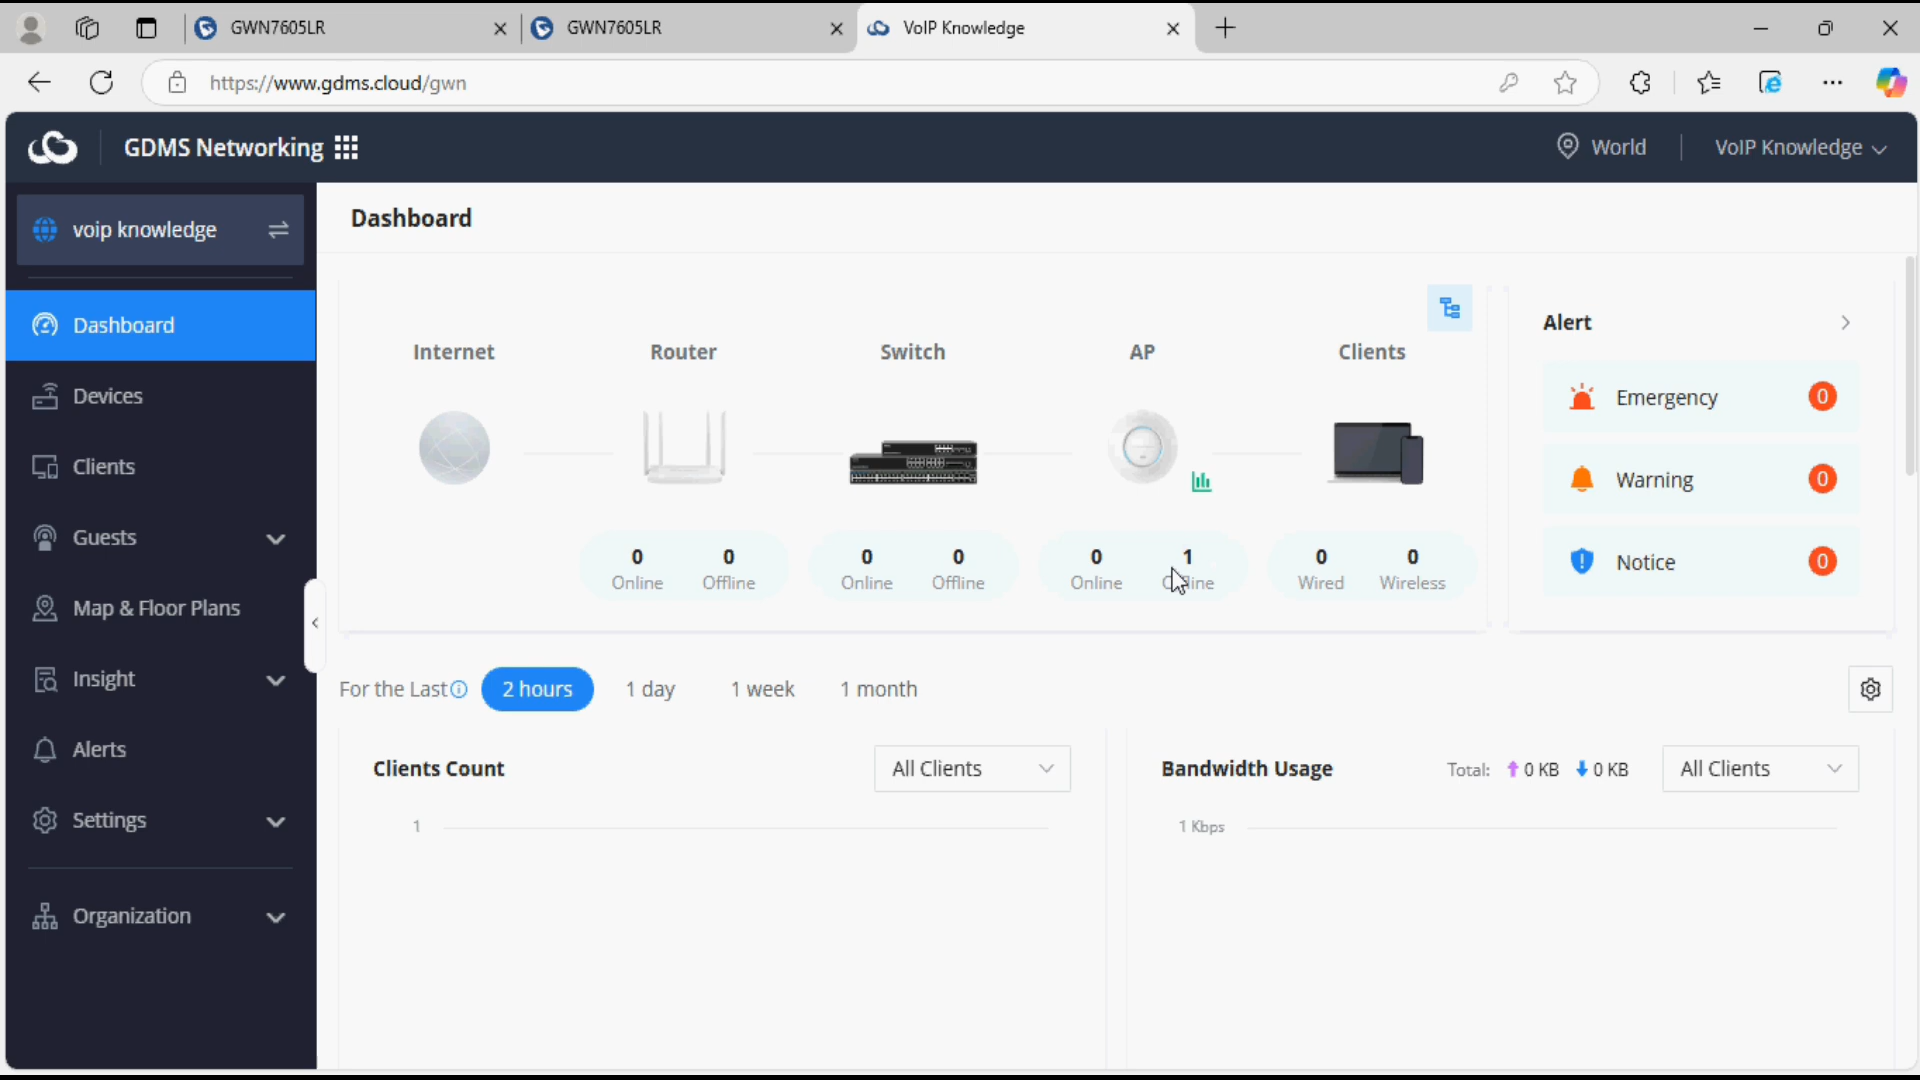 GWN7605LR
GWN7605LR
VoIP Knowledge
https://www.gdms.cloud/gwn
GDMS Networking
World
VoIP Knowledge
voip knowledge
Dashboard
Devices
Clients
Guests
Map & Floor Plans
Insight
Alerts
Settings
Organization
Dashboard
Internet
Router
Switch
AP
Clients
0 0
Online Offline
0 0
Online Offline
0 1
Online
0 0
Wired Wireless
Alert
Emergency 0
Warning 0
Notice 0
For the Last 2 hours 1 day 1 week 1 month
Clients Count
All Clients
1
Bandwidth Usage
Total: 0 KB 0 KB
All Clients
1 Kbps